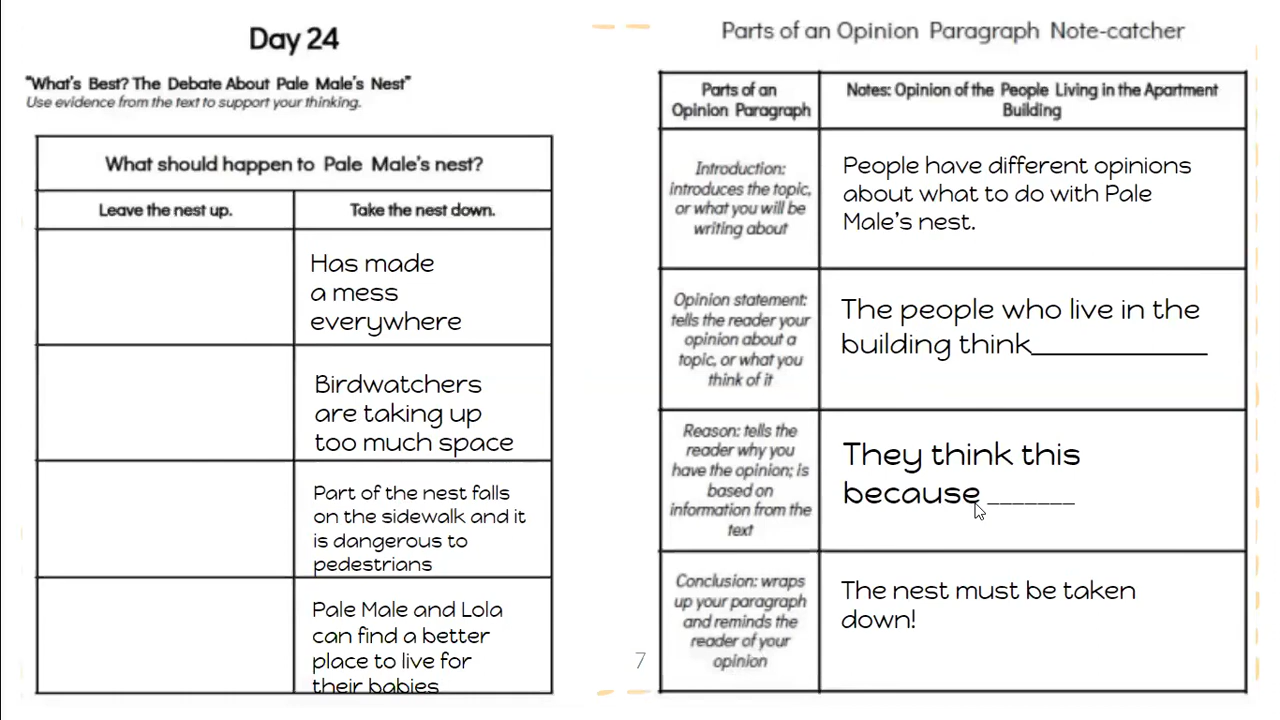 Day 24
"What's Best? The Debate About Pale Male's Nest"
Use evidence from the text to support your thinking.
What should happen to Pale Male's nest?
Leave the nest up.
Take the nest down.
Has made
a mess
everywhere
Birdwatchers
are taking up
too much space
Part of the nest falls
on the sidewalk and it
is dangerous to
pedestrians
Pale Male and Lola
can find a better
place to live for
their babies
7
Parts of an Opinion Paragraph Note-catcher
Parts of an
Opinion Paragraph
Notes: Opinion of the People Living in the Apartment
Building
Introduction:
introduces the topic,
or what you will be
writing about
People have different opinions
about what to do with Pale
Male's nest.
Opinion statement:
tells the reader your
opinion about a
topic, or what you
think of it
The people who live in the
building think____________
Reason: tells the
reader why you
have the opinion; is
based on
information from the
text
They think this
because _______
Conclusion: wraps
up your paragraph
and reminds the
reader of your
opinion
The nest must be taken
down!